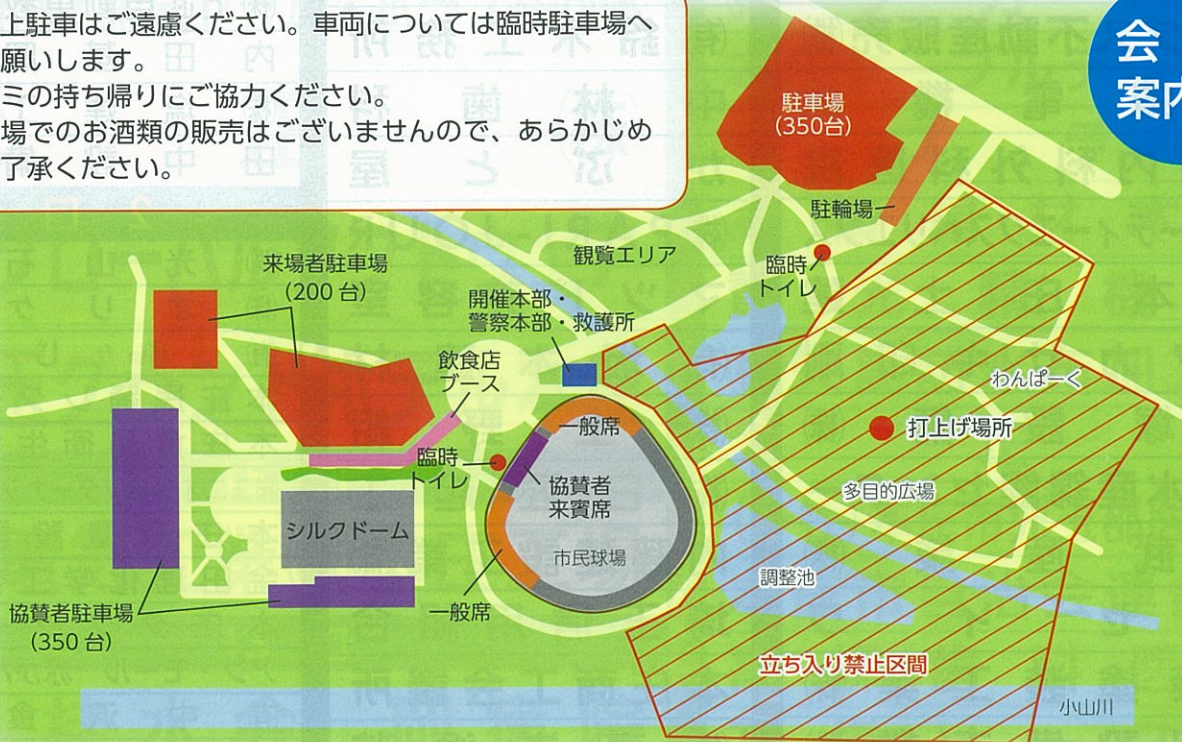 上駐車はご遠慮ください。車両については臨時駐車場へ
願いします。
ミの持ち帰りにご協力ください。
場でのお酒類の販売はございませんので、あらかじめ
了承ください。
会
案内
駐車場
(350台)
駐輪場
観覧エリア
臨時
トイレ
来場者駐車場
(200 台)
開催本部・
警察本部・救護所
飲食店
ブース
わんぱーく
打上げ場所
一般席
臨時
トイレ
協賛者
来賓席
多目的広場
シルクドーム
市民球場
調整池
一般席
協賛者駐車場
(350 台)
立ち入り禁止区間
小山川